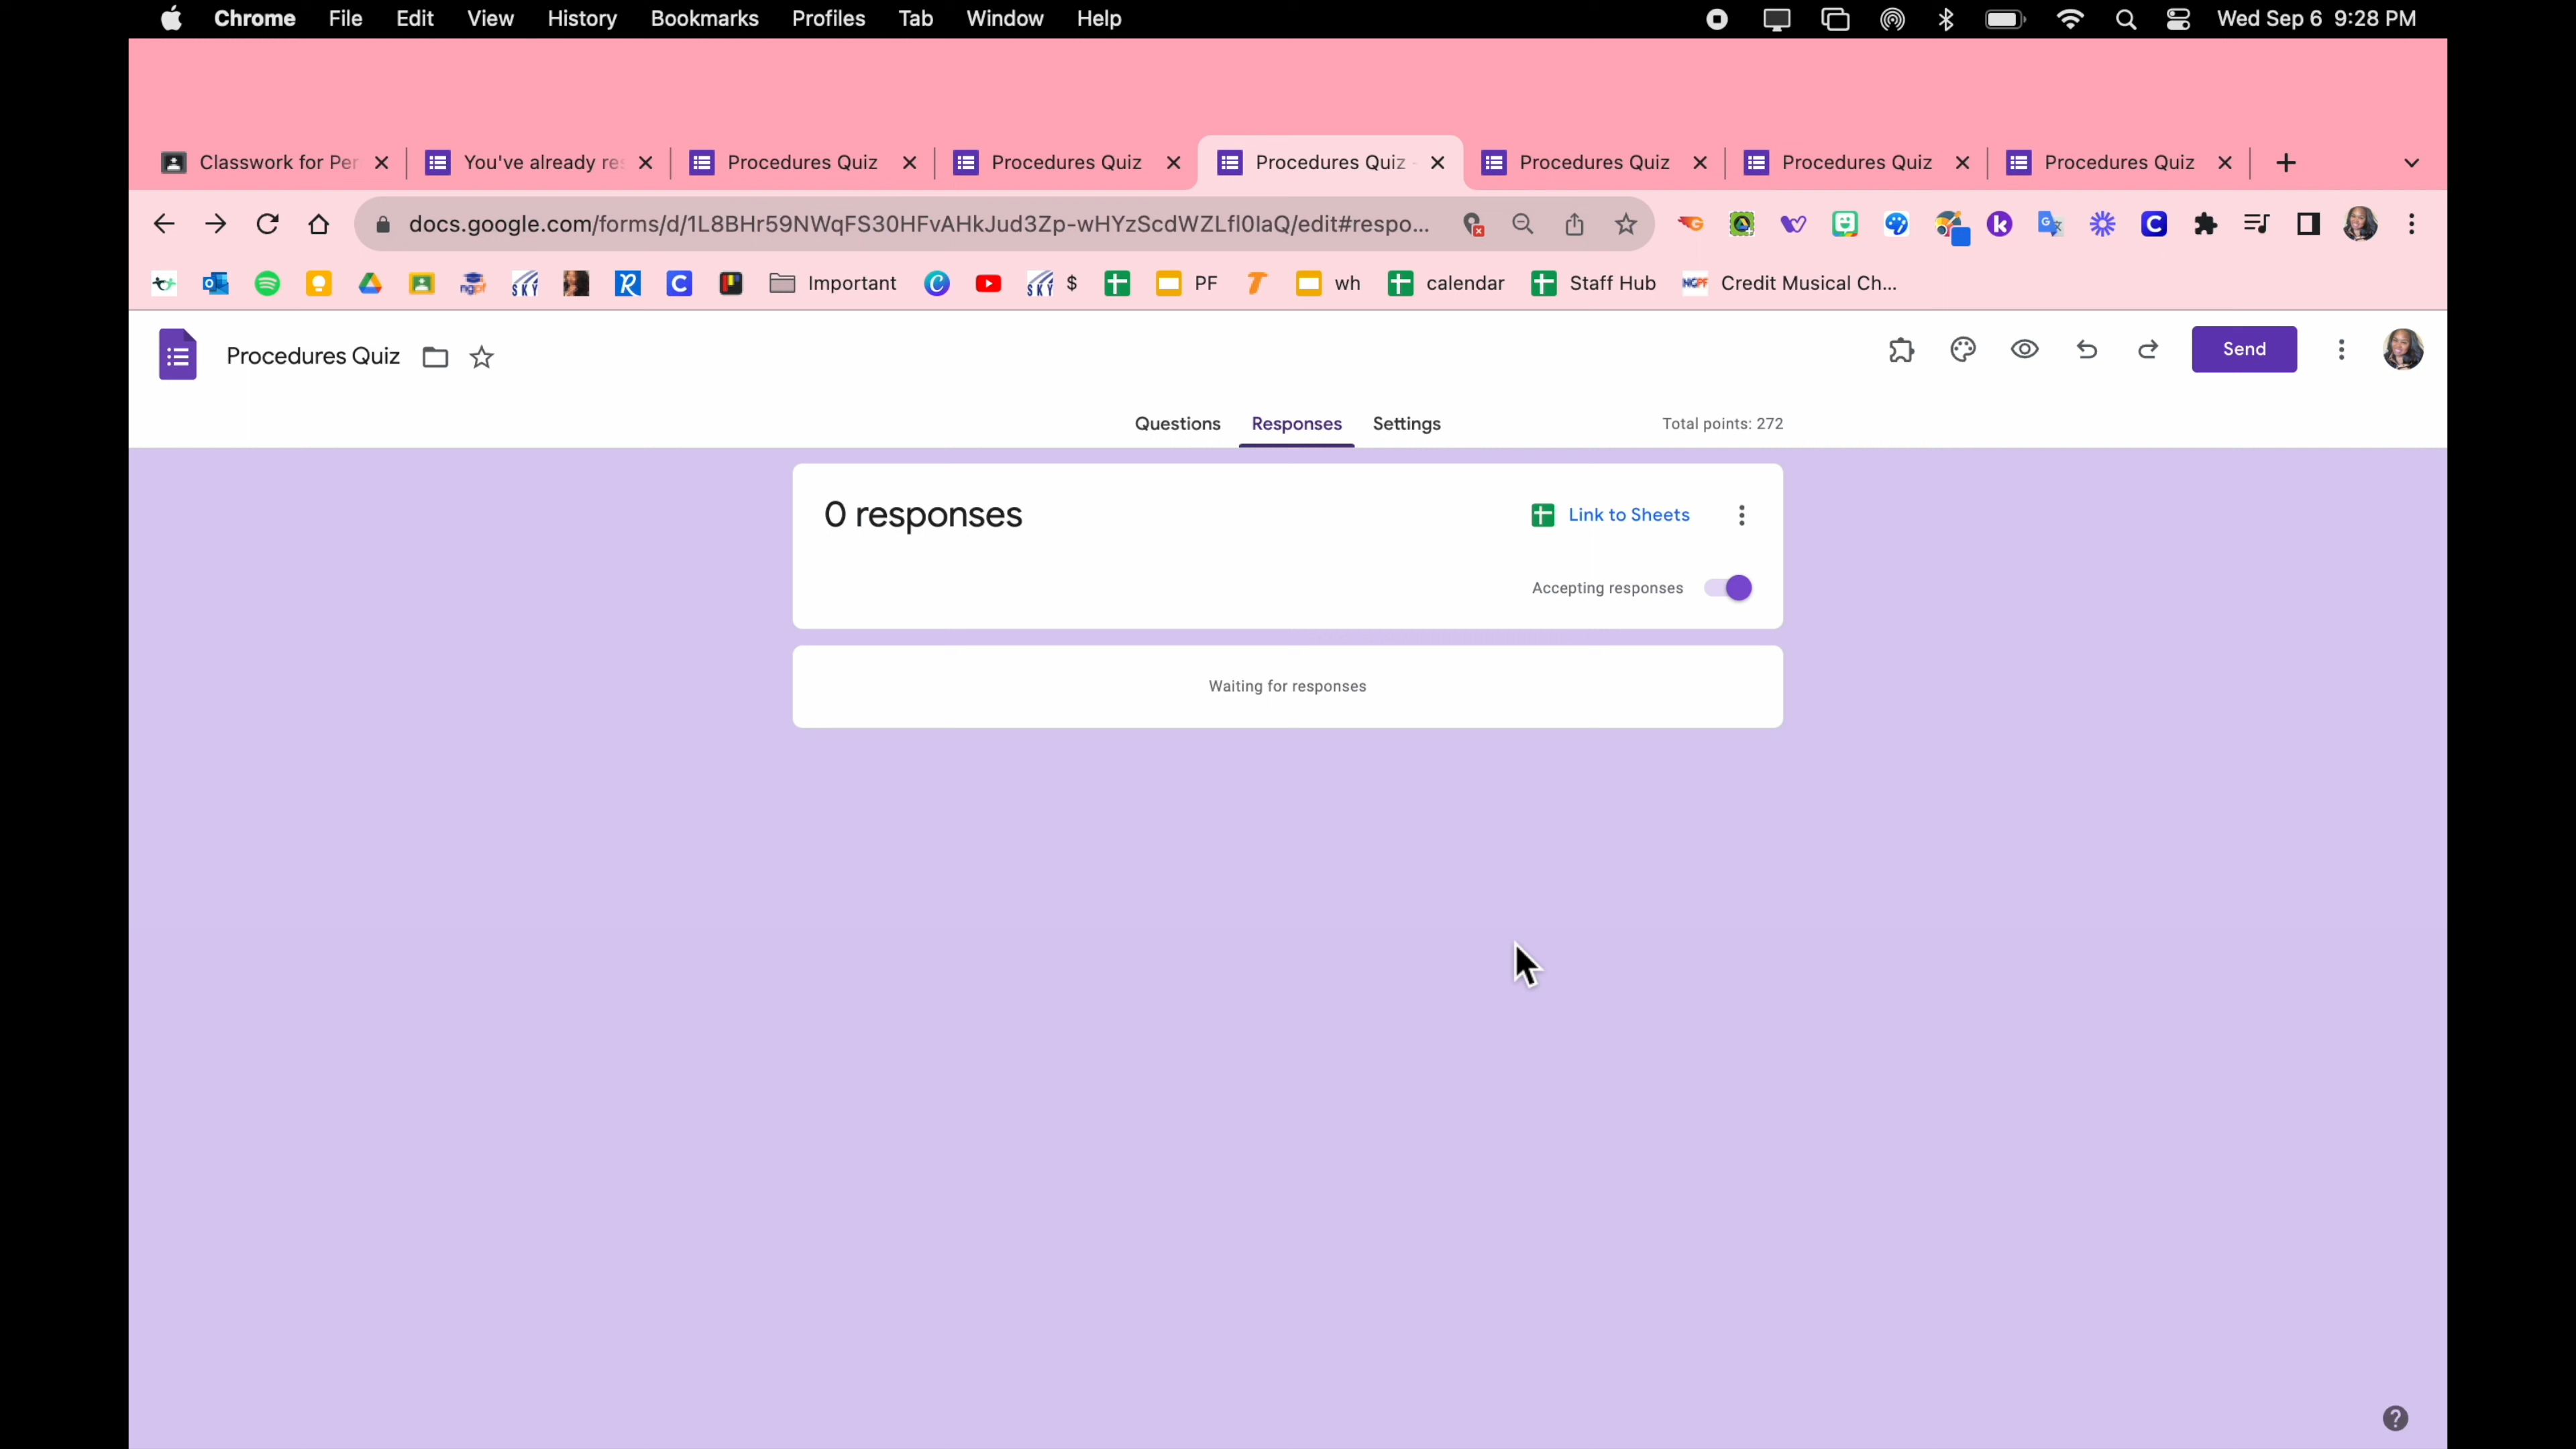 Chrome File Edit View History Bookmarks Profiles Tab Window Help Wed Sep 6 9:28 PM
Classwork for Per You've already res Procedures Quiz Procedures Quiz Procedures Quiz - Procedures Quiz Procedures Quiz Procedures Quiz
docs.google.com/forms/d/1L8BHr59NWqFS30HFvAHkJud3Zp-wHYzScdWZLfl0IaQ/edit#respo...
Important $ PF wh calendar Staff Hub Credit Musical Ch...
Procedures Quiz Send
Questions Responses Settings Total points: 272
0 responses Link to Sheets
Accepting responses
Waiting for responses